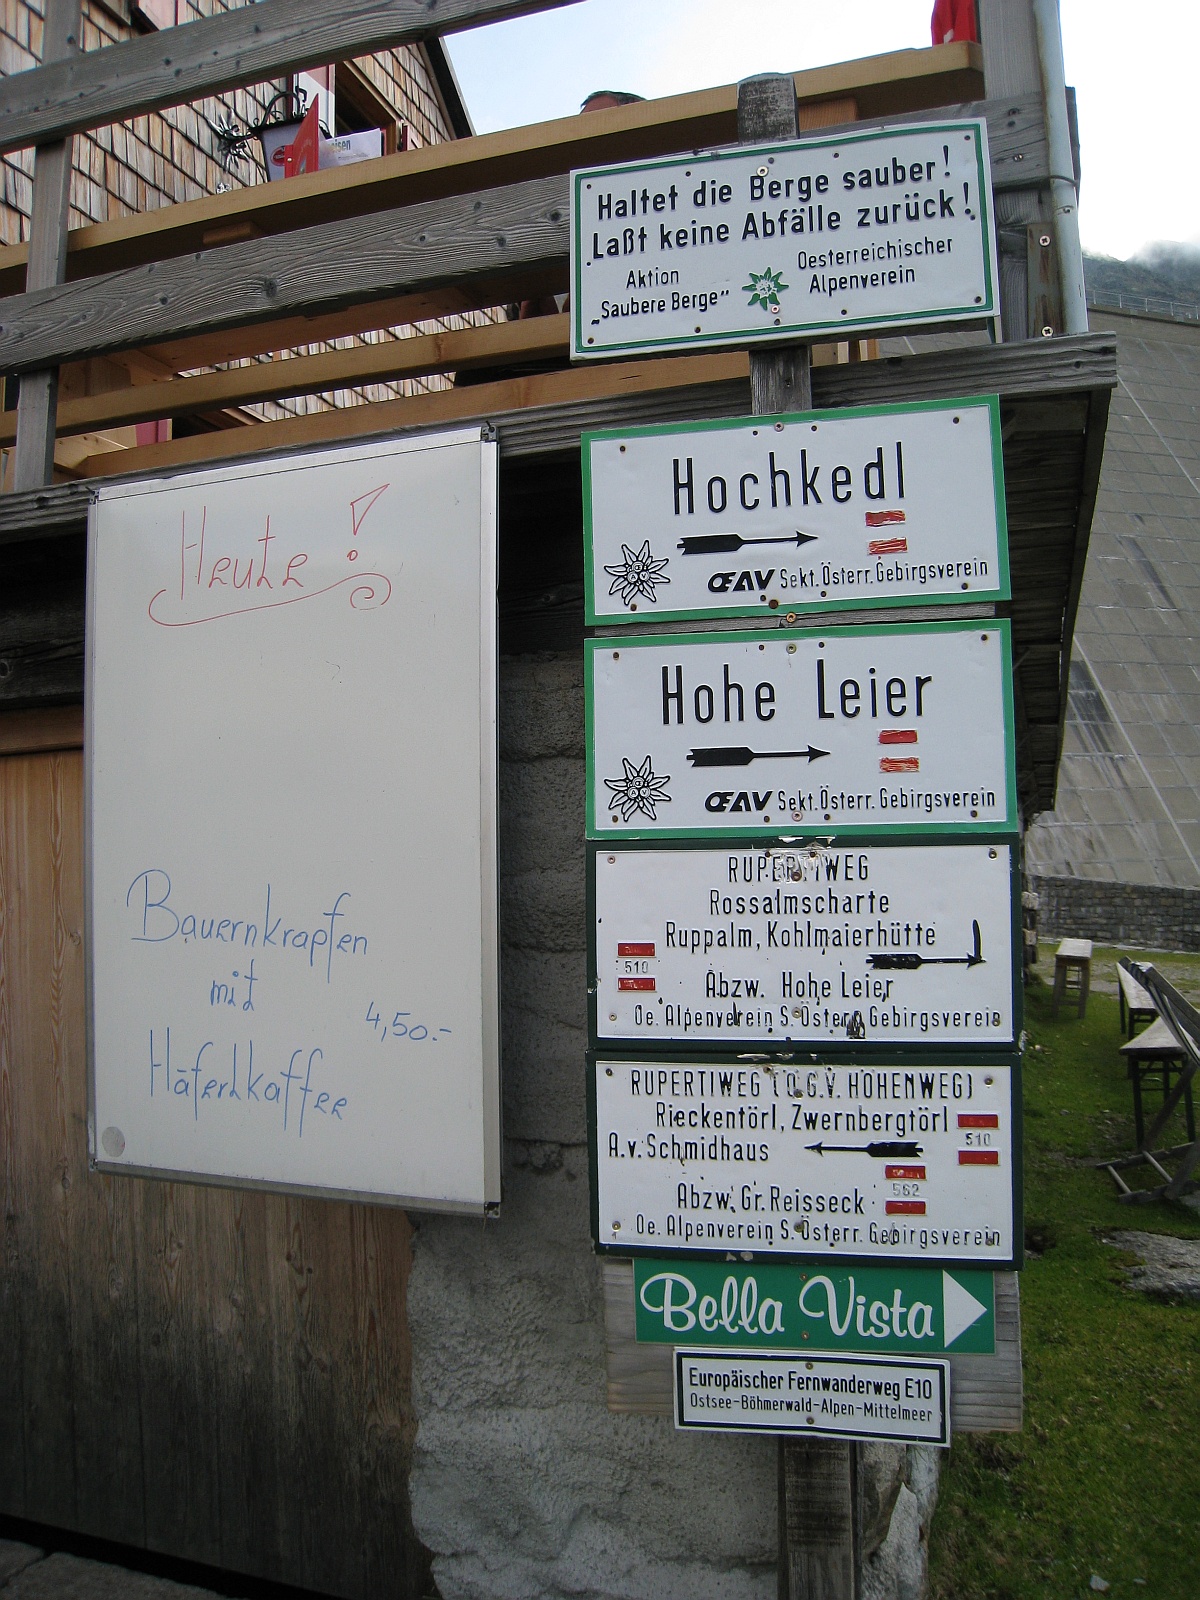 Haltet die Berge sauber!
Laßt keine Abfälle zurück!
Aktion
„Saubere Berge"
Oesterreichischer
Alpenverein
Heute!
Bauernkrapfen
mit
4,50.-
Häferlkaffee
Hochkedl
ŒAV Sekt.Österr.Gebirgsverein
Hohe Leier
ŒAV Sekt.Österr.Gebirgsverein
RUPERTIWEG
Rossalmscharte
Ruppalm, Kohlmaierhütte
510
Abzw. Hohe Leier
Oe. Alpenverein S. Österr. Gebirgsverein
RUPERTIWEG (Ö.G.V. HÖHENWEG)
Rieckentörl, Zwernbergtörl
510
A.v. Schmidhaus
562
Abzw. Gr. Reisseck
Oe. Alpenverein S. Österr. Gebirgsverein
Bella Vista
Europäischer Fernwanderweg E10
Ostsee-Böhmerwald-Alpen-Mittelmeer